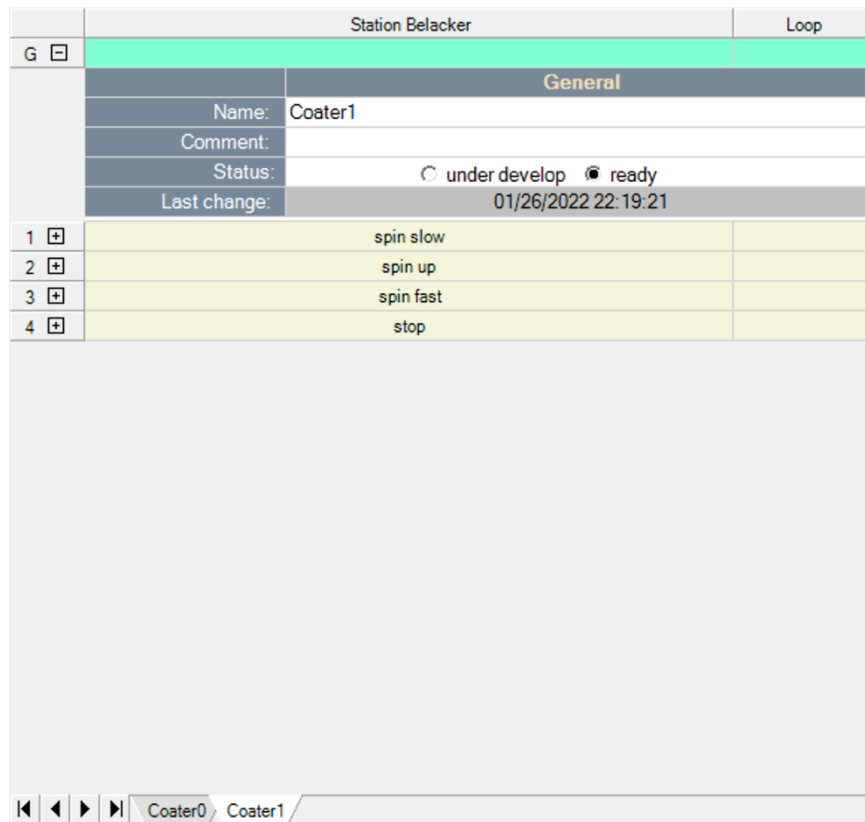 Station Belacker Loop
G
General
Name: Coater1
Comment:
Status: under develop ready
Last change: 01/26/2022 22:19:21
1 spin slow
2 spin up
3 spin fast
4 stop
Coater0 Coater1